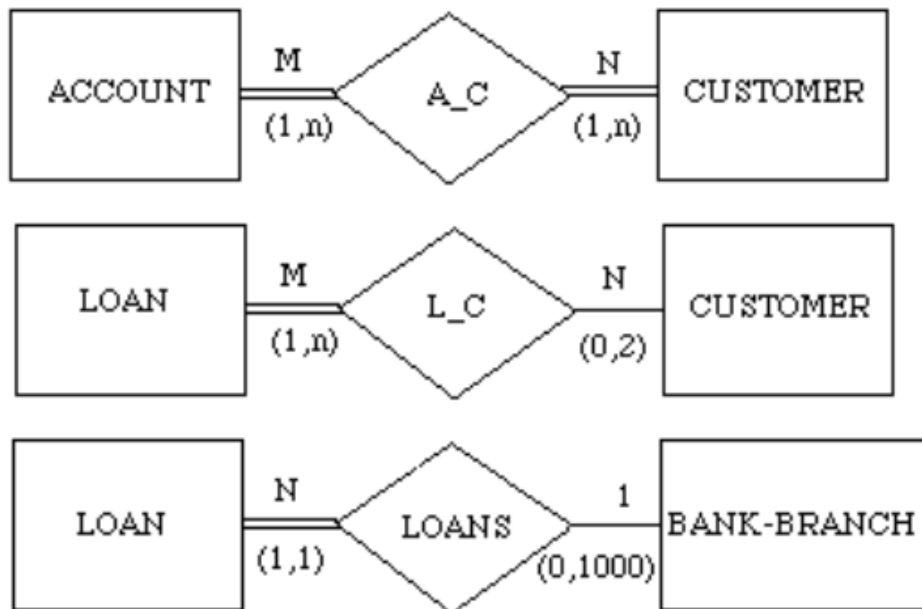 M N
ACCOUNT A_C CUSTOMER
(1,n) (1,n)
M N
LOAN L_C CUSTOMER
(1,n) (0,2)
N 1
LOAN LOANS BANK-BRANCH
(1,1) (0,1000)